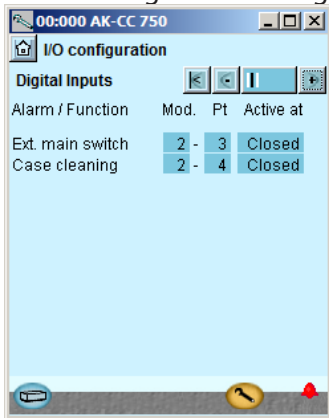 00:000 AK-CC 750
I/O configuration
Digital Inputs
Alarm / Function Mod. Pt Active at
Ext. main switch 2 - 3 Closed
Case cleaning 2 - 4 Closed